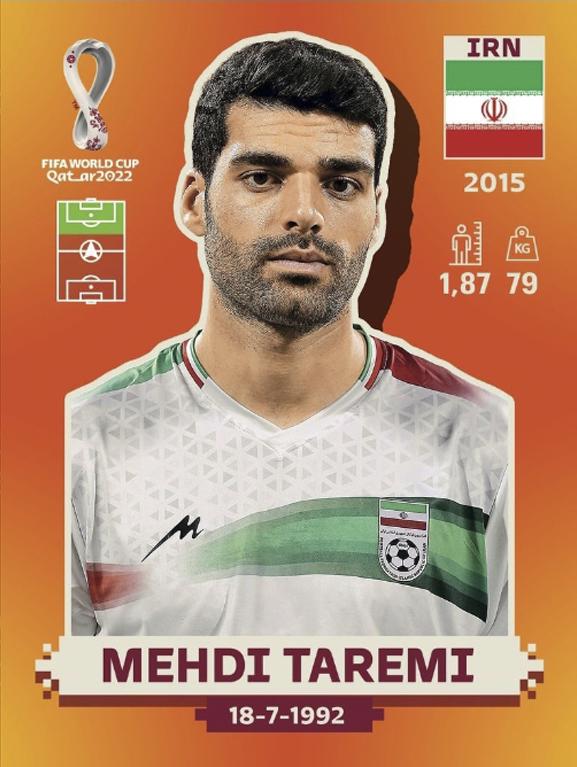 IRN
FIFA WORLD CUP
Qatar2022
2015
KG
1,87 79
MEHDI TAREMI
18-7-1992